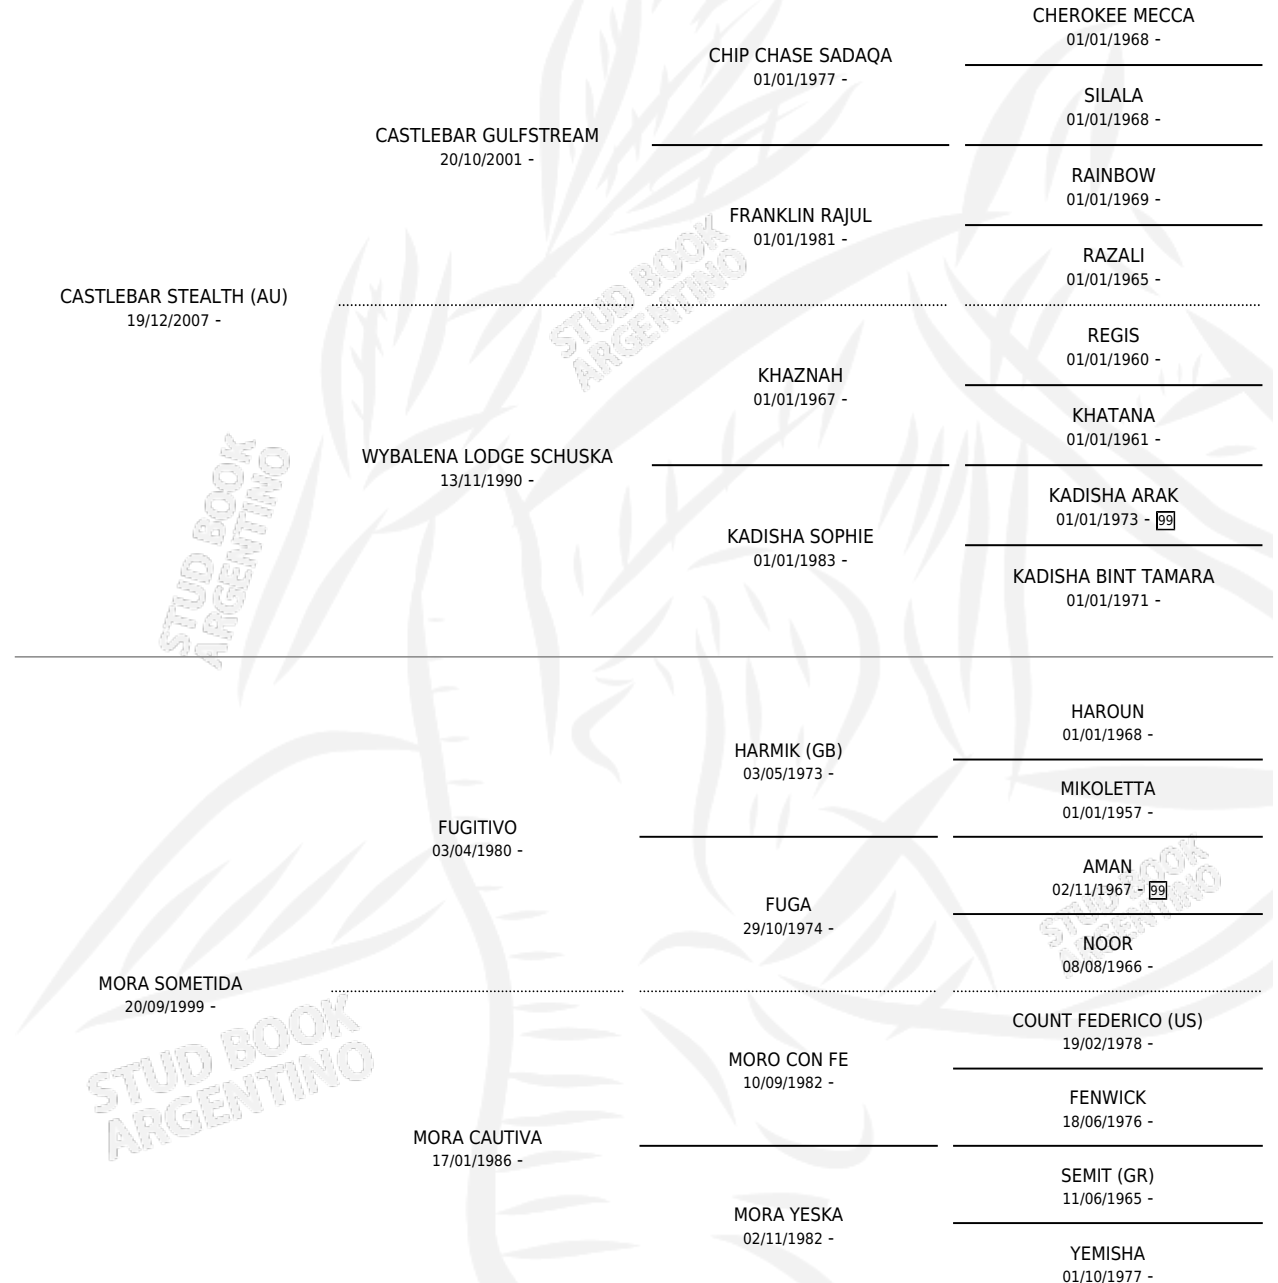 CHEROKEE MECCA
01/01/1968 -
CHIP CHASE SADAQA
01/01/1977 -
SILALA
01/01/1968 -
CASTLEBAR GULFSTREAM
20/10/2001 -
RAINBOW
01/01/1969 -
FRANKLIN RAJUL
01/01/1981 -
RAZALI
01/01/1965 -
CASTLEBAR STEALTH (AU)
19/12/2007 -
REGIS
01/01/1960 -
KHAZNAH
01/01/1967 -
KHATANA
01/01/1961 -
WYBALENA LODGE SCHUSKA
13/11/1990 -
KADISHA ARAK
01/01/1973 - 99
KADISHA SOPHIE
01/01/1983 -
KADISHA BINT TAMARA
01/01/1971 -
HAROUN
01/01/1968 -
HARMIK (GB)
03/05/1973 -
MIKOLETTA
01/01/1957 -
FUGITIVO
03/04/1980 -
AMAN
02/11/1967 - 99
FUGA
29/10/1974 -
NOOR
08/08/1966 -
MORA SOMETIDA
20/09/1999 -
COUNT FEDERICO (US)
19/02/1978 -
MORO CON FE
10/09/1982 -
FENWICK
18/06/1976 -
MORA CAUTIVA
17/01/1986 -
SEMIT (GR)
11/06/1965 -
MORA YESKA
02/11/1982 -
YEMISHA
01/10/1977 -
STUD BOOK
ARGENTINO
STUD BOOK
ARGENTINO
STUD BOOK
ARGENTINO
STUD BOOK
ARGENTINO